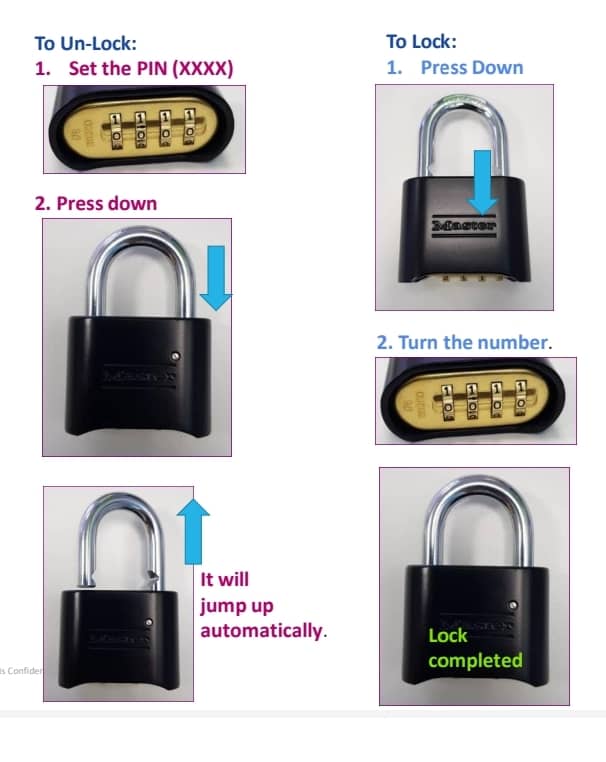 To Un-Lock:
1. Set the PIN (XXXX)
2. Press down
It will
jump up
automatically.
To Lock:
1. Press Down
Master
2. Turn the number.
Lock
completed